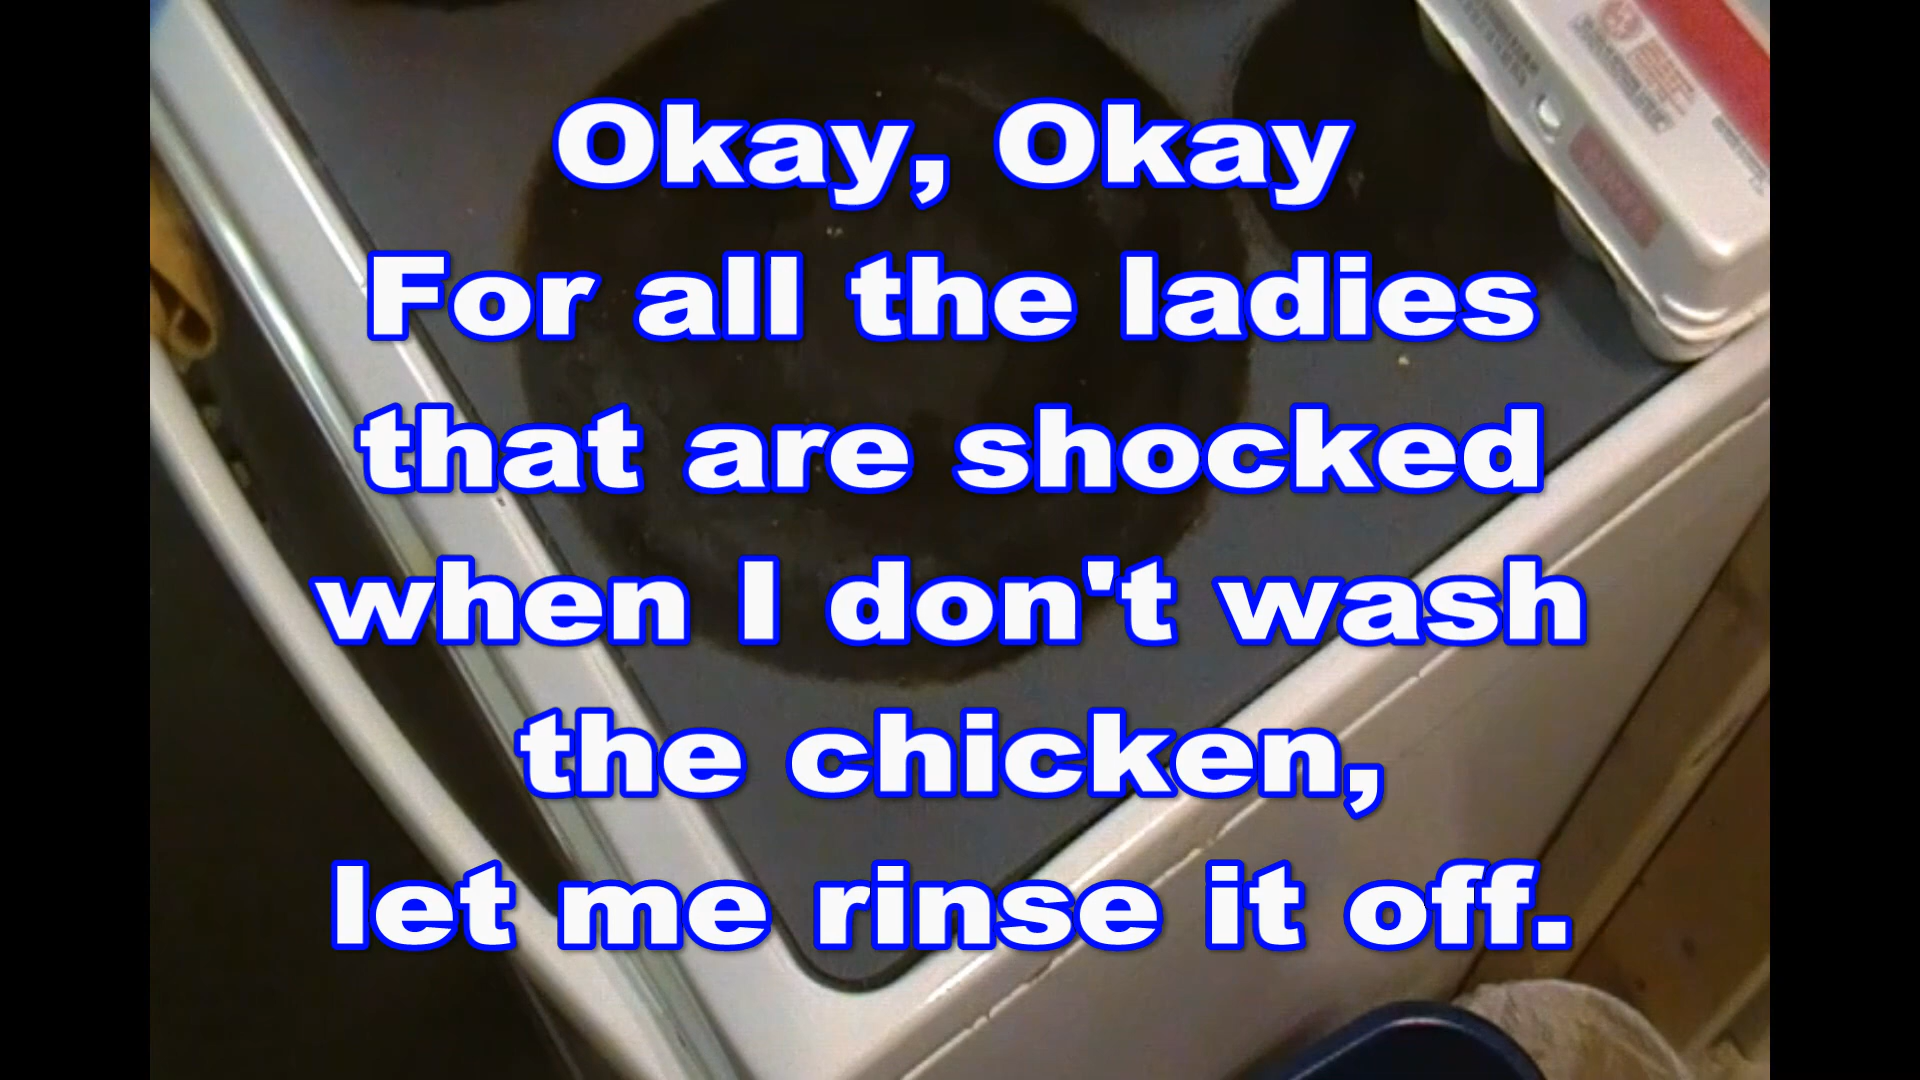 Okay, Okay
For all the ladies
that are shocked
when I don't wash
the chicken,
let me rinse it off.